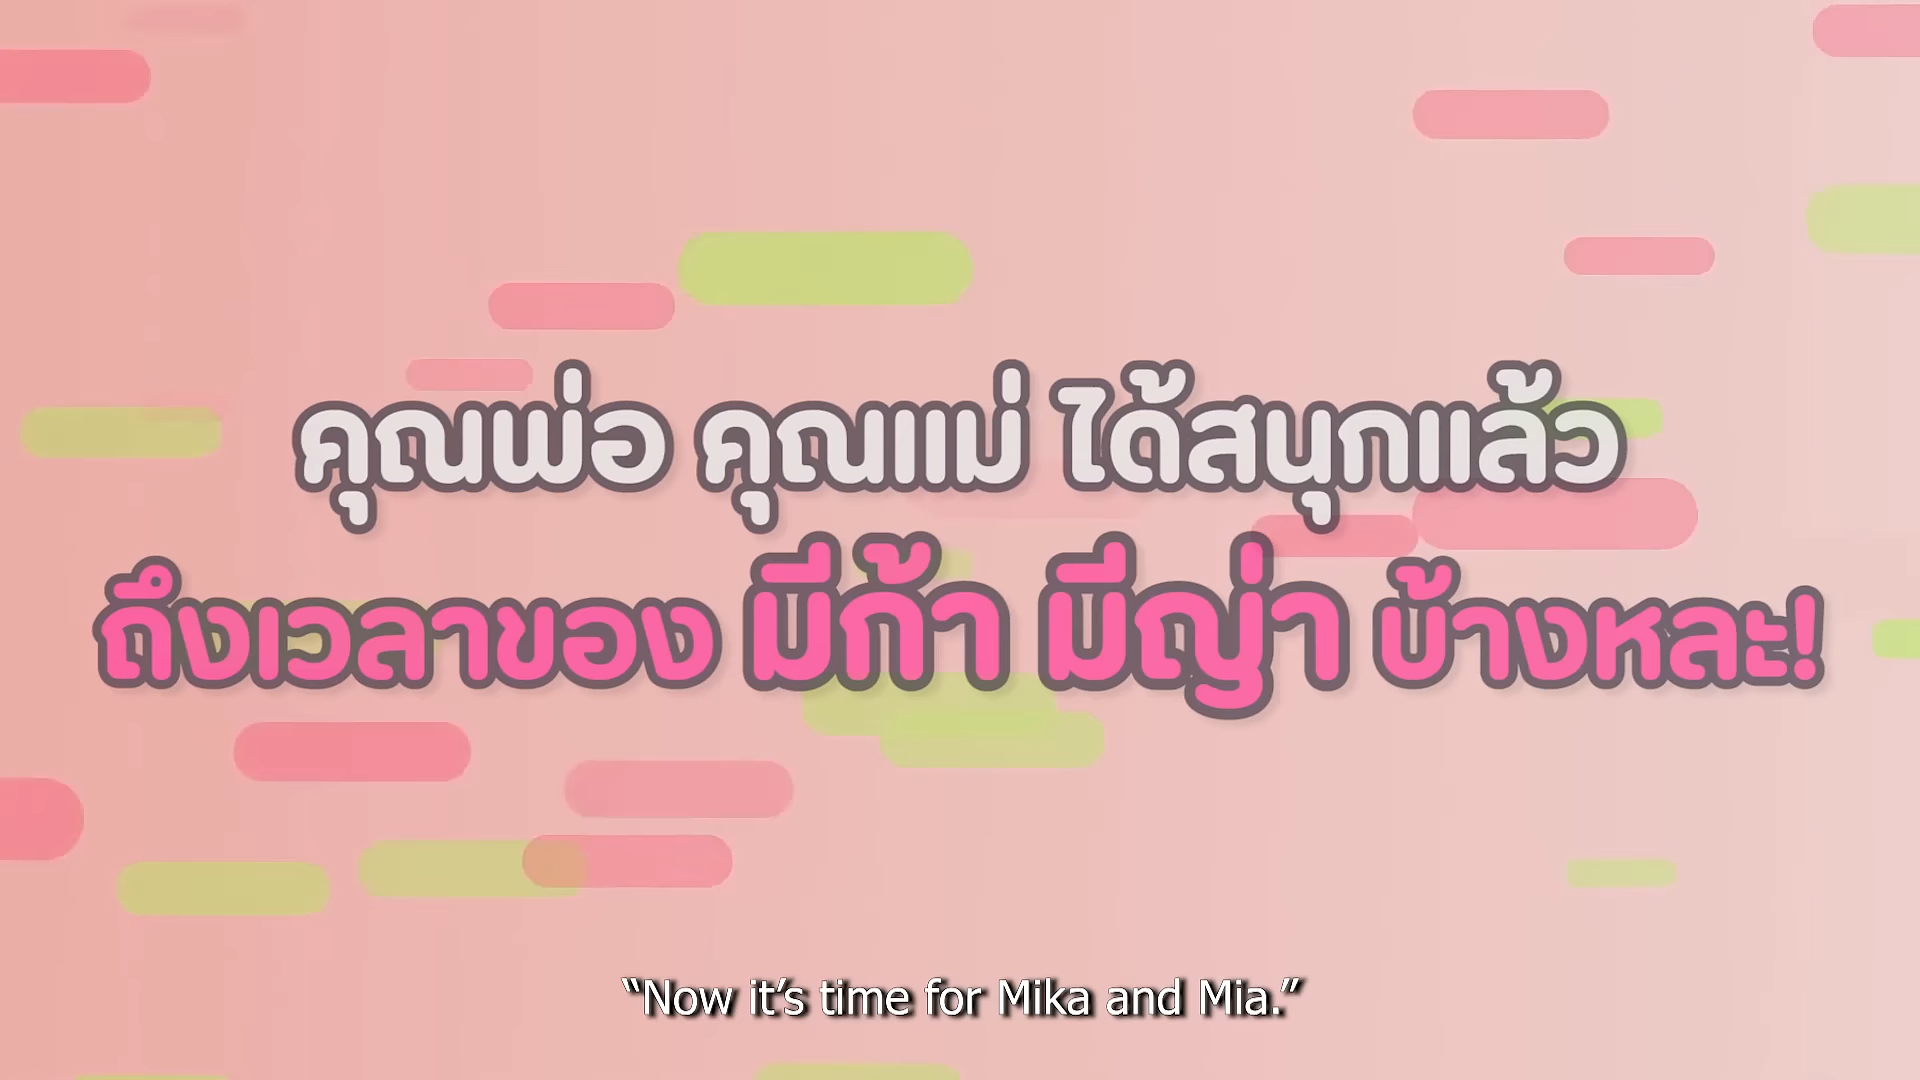 คุณพ่อ คุณแม่ ได้สนุกแล้ว
ถึงเวลาของ มีก้า มีญ่า บ้างหละ!
“Now it’s time for Mika and Mia.”